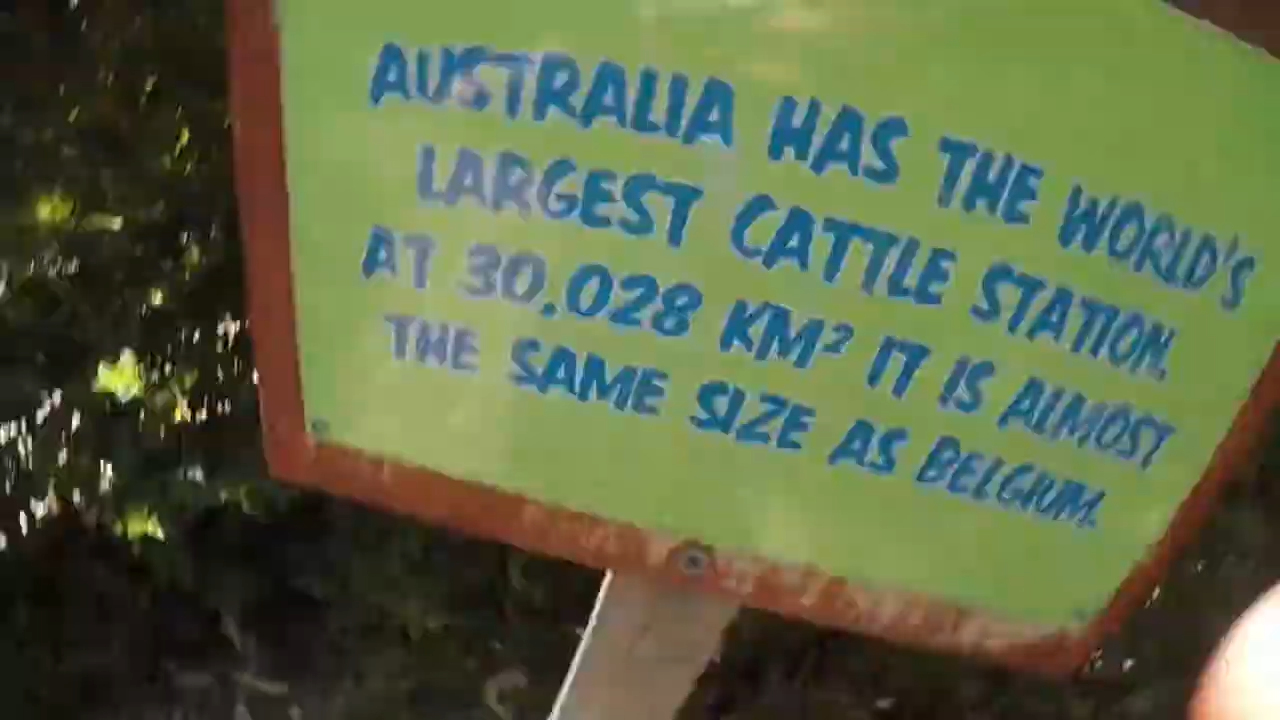 AUSTRALIA HAS THE WORLD'S
LARGEST CATTLE STATION.
AT 30,028 KM² IT IS ALMOST
THE SAME SIZE AS BELGIUM.